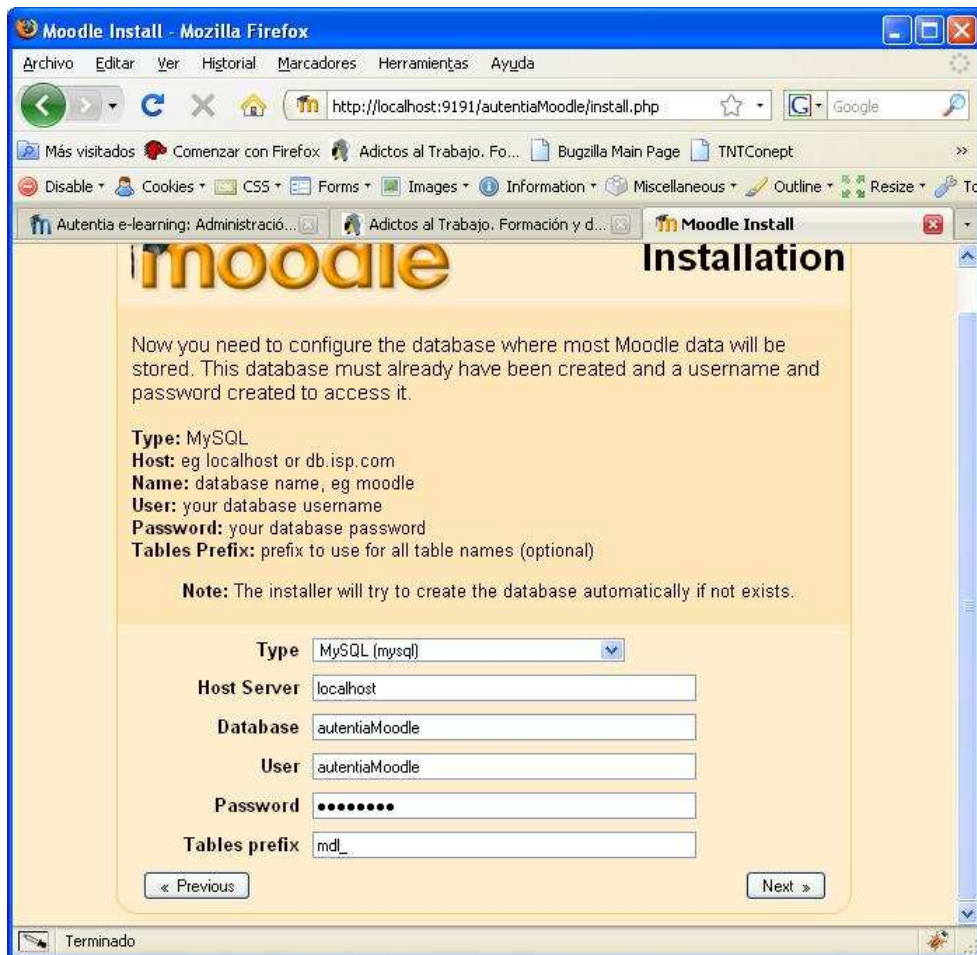 Moodle Install - Mozilla Firefox
Archivo Editar Ver Historial Marcadores Herramientas Ayuda
http://localhost:9191/autentiaMoodle/install.php G Google
Más visitados Comenzar con Firefox Adictos al Trabajo. Fo... Bugzilla Main Page TNTConept »
Disable Cookies CSS Forms Images Information Miscellaneous Outline Resize To
Autentia e-learning: Administració... Adictos al Trabajo. Formación y d... Moodle Install
moodle Installation
Now you need to configure the database where most Moodle data will be
stored. This database must already have been created and a username and
password created to access it.
Type: MySQL
Host: eg localhost or db.isp.com
Name: database name, eg moodle
User: your database username
Password: your database password
Tables Prefix: prefix to use for all table names (optional)
Note: The installer will try to create the database automatically if not exists.
Type MySQL (mysql)
Host Server localhost
Database autentiaMoodle
User autentiaMoodle
Password ••••••••
Tables prefix mdl_
« Previous Next »
Terminado